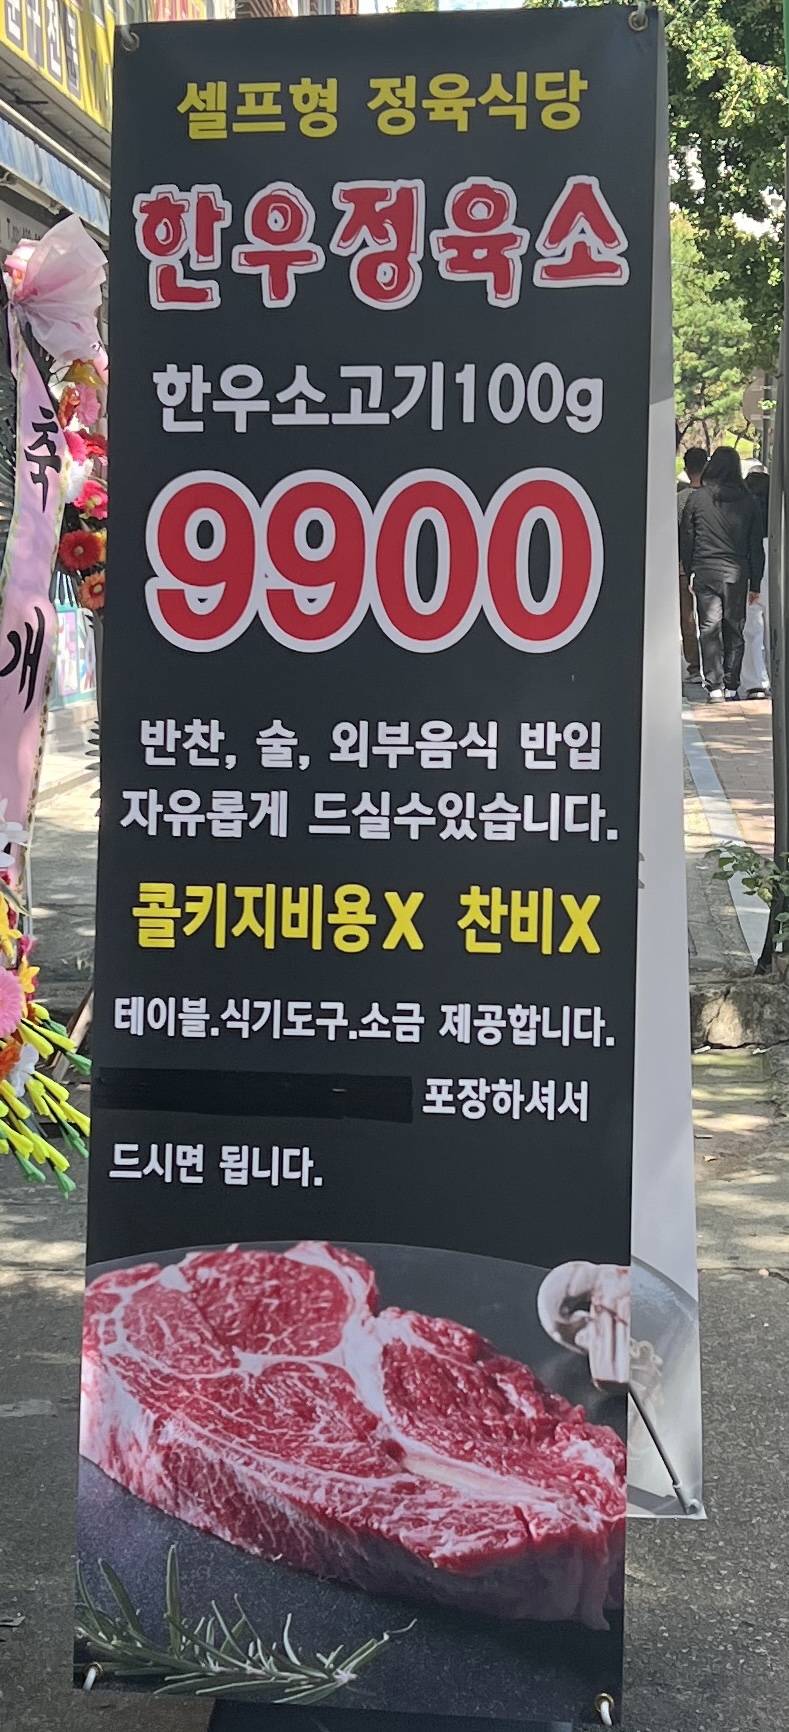 셀프형 정육식당
한우정육소
한우소고기100g
9900
반찬, 술, 외부음식 반입
자유롭게 드실수있습니다.
콜키지비용X 찬비X
테이블.식기도구.소금 제공합니다.
포장하셔서
드시면 됩니다.
축
개